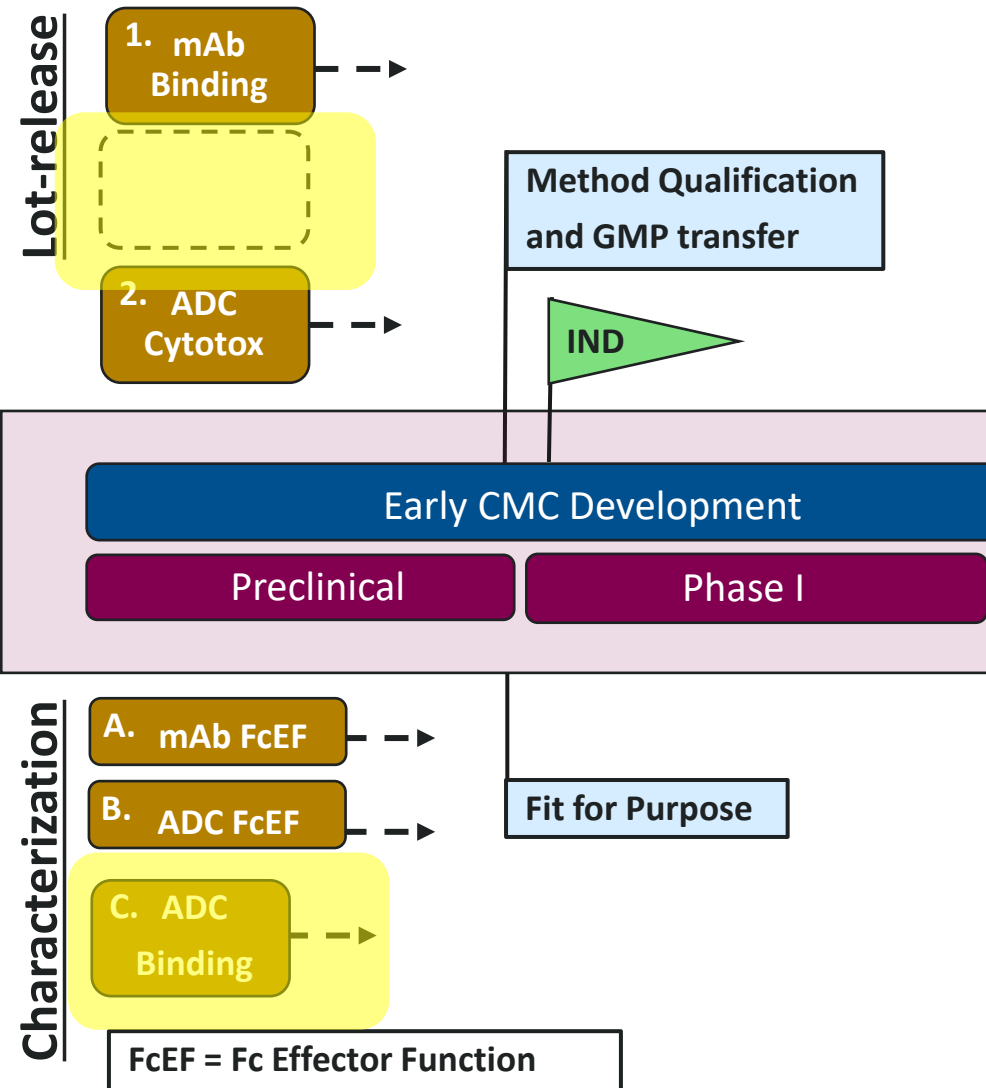 Lot-release
1. mAb
Binding
2. ADC
Cytotox
Method Qualification
and GMP transfer
IND
Early CMC Development
Preclinical
Phase I
Characterization
A. mAb FcEF
B. ADC FcEF
C. ADC
Binding
Fit for Purpose
FcEF = Fc Effector Function